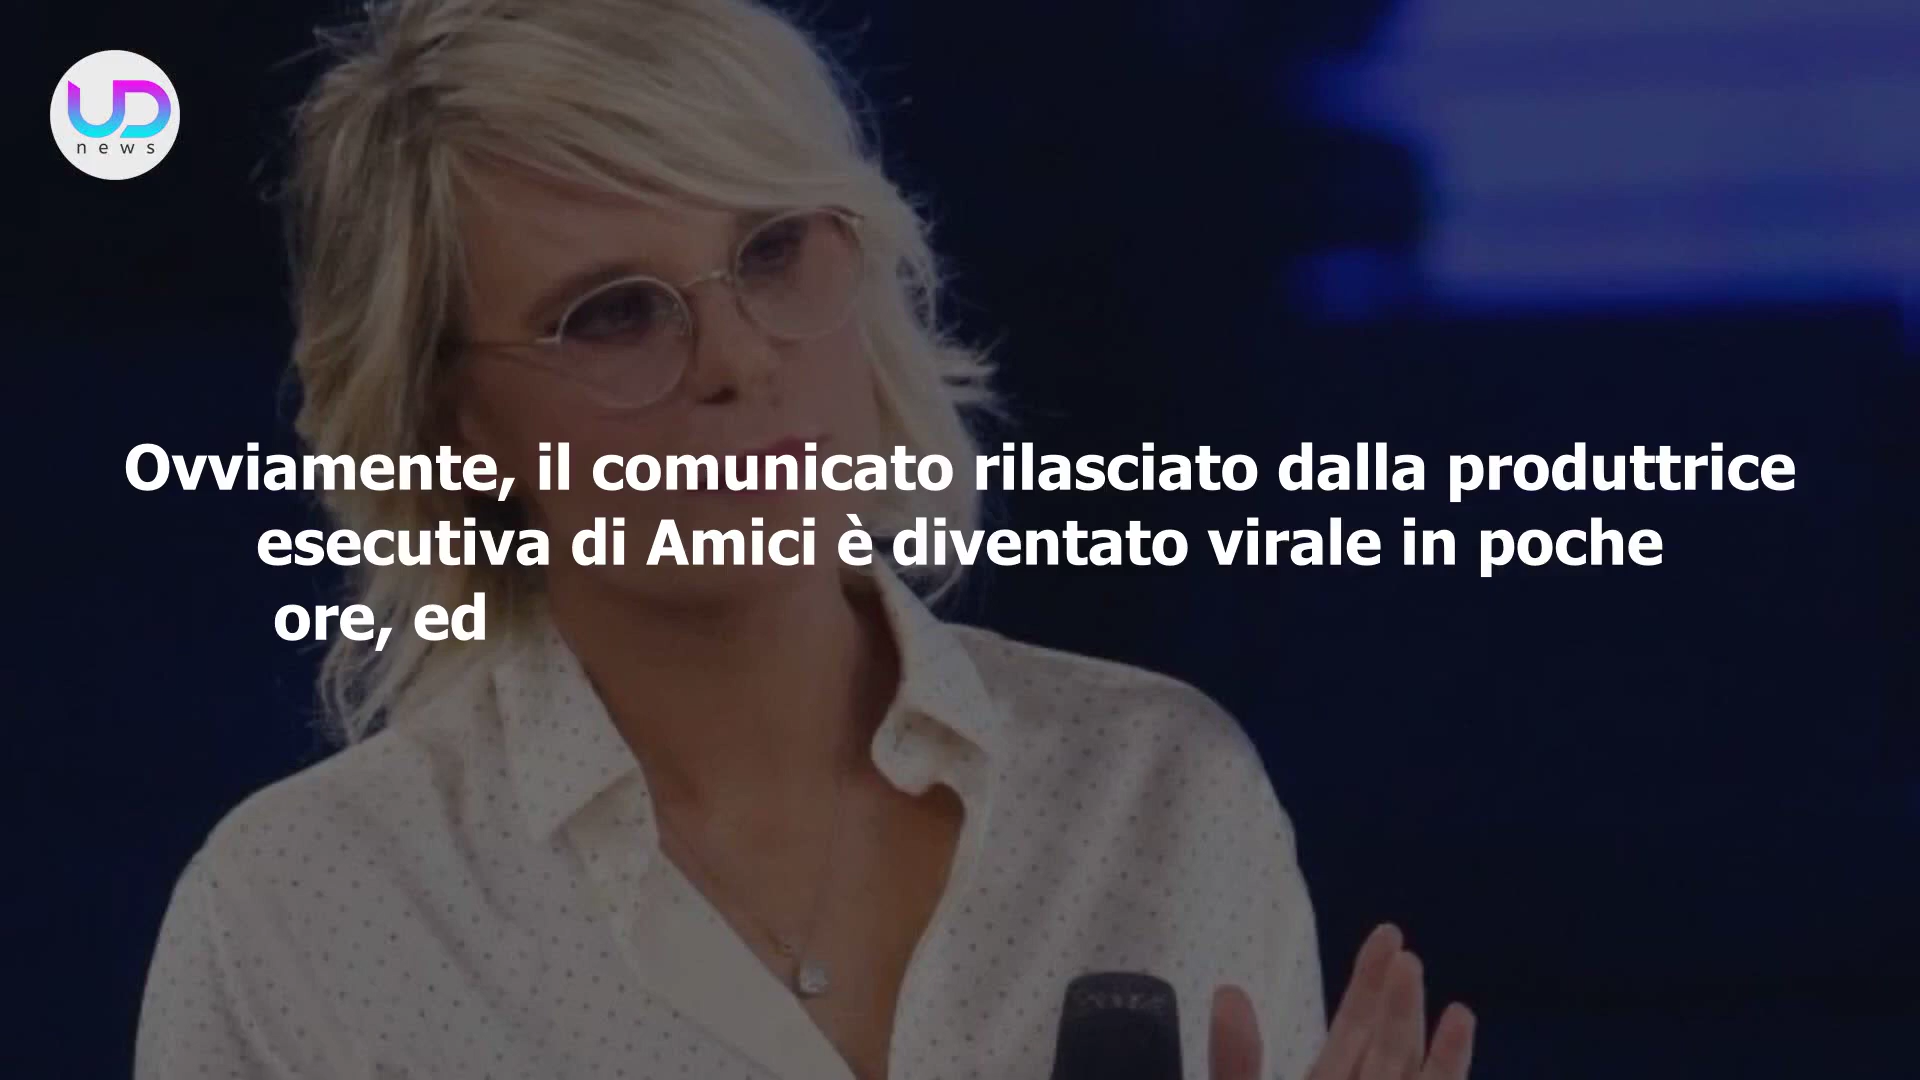 UD
news
Ovviamente, il comunicato rilasciato dalla produttrice
esecutiva di Amici è diventato virale in poche
ore, ed